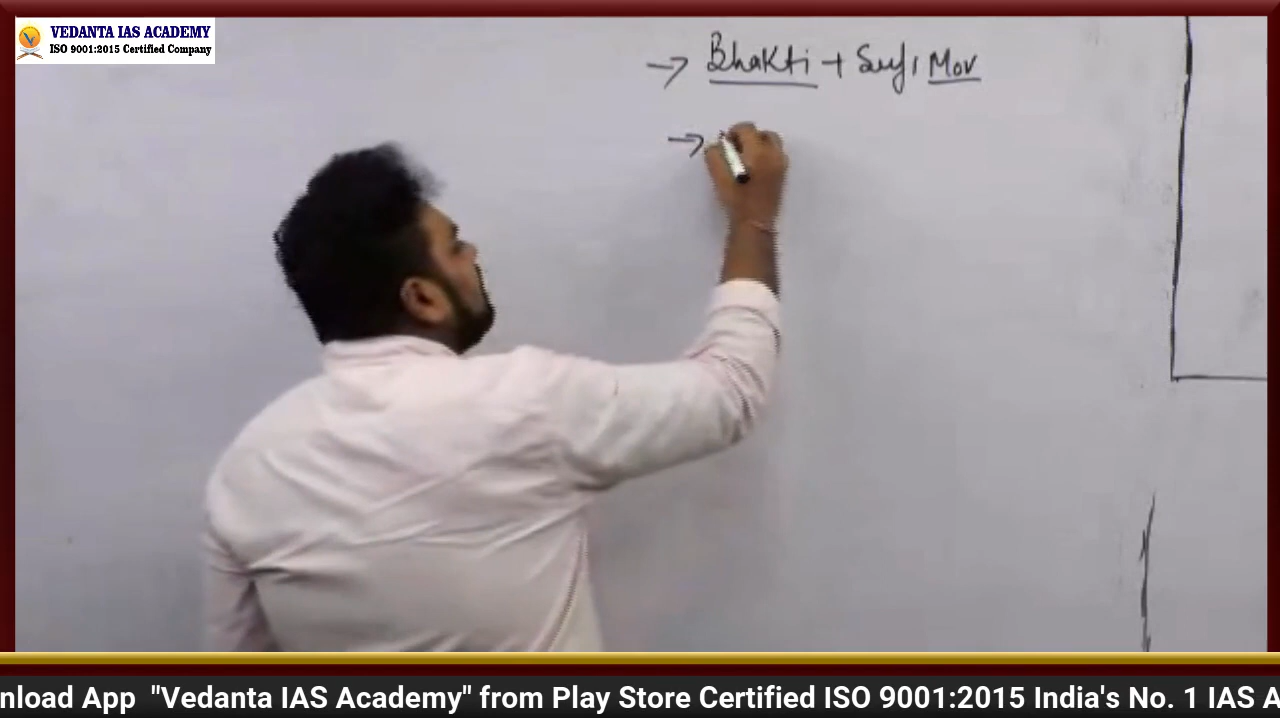 VEDANTA IAS ACADEMY
ISO 9001:2015 Certified Company
→ Bhakti + Sufi Mov
→
nload App "Vedanta IAS Academy" from Play Store Certified ISO 9001:2015 India's No. 1 IAS A